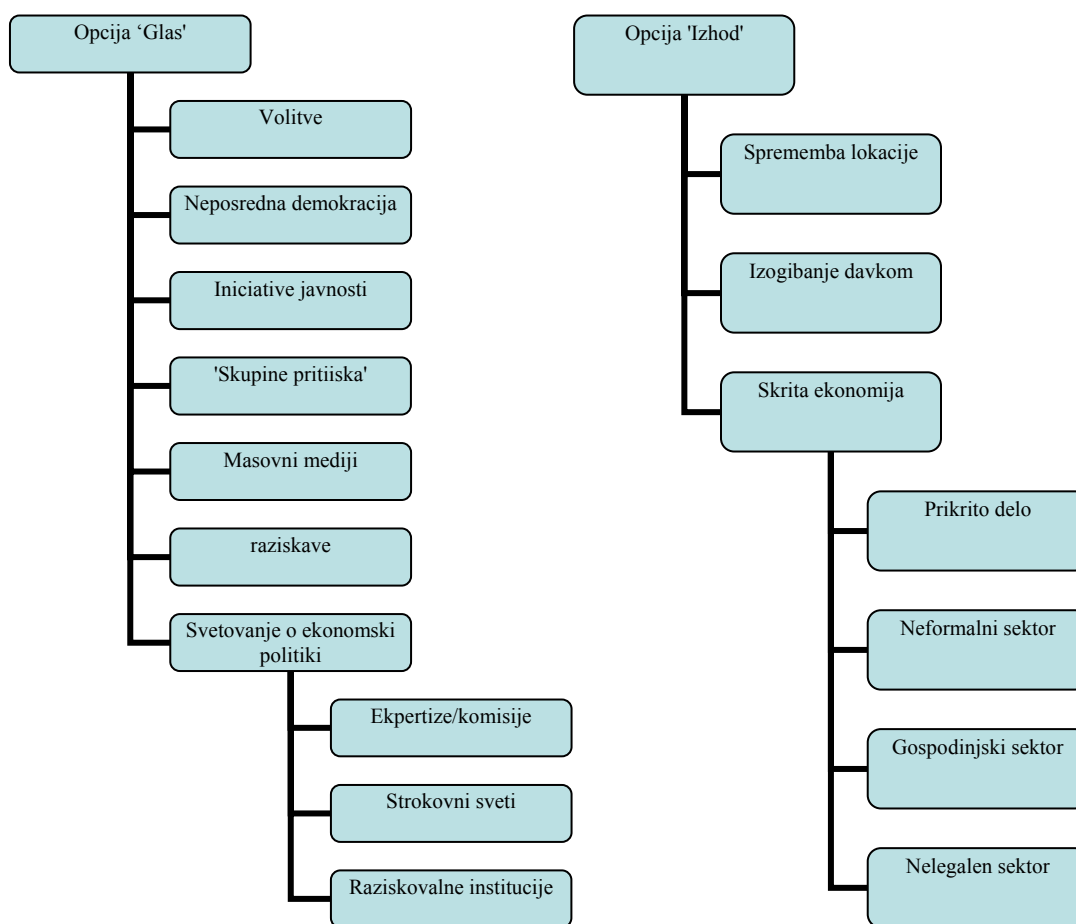 Opcija ‘Glas'
Volitve
Neposredna demokracija
Iniciative javnosti
'Skupine pritiiska'
Masovni mediji
raziskave
Svetovanje o ekonomski
politiki
Ekpertize/komisije
Strokovni sveti
Raziskovalne institucije
Opcija 'Izhod'
Sprememba lokacije
Izogibanje davkom
Skrita ekonomija
Prikrito delo
Neformalni sektor
Gospodinjski sektor
Nelegalen sektor